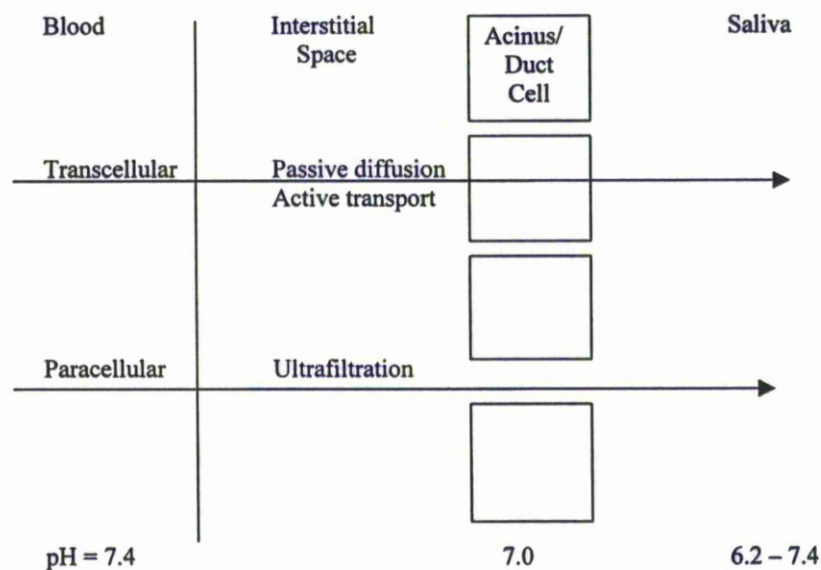 Blood
Interstitial
Space
Acinus/
Duct
Cell
Saliva
Transcellular
Passive diffusion
Active transport
Paracellular
Ultrafiltration
pH = 7.4
7.0
6.2 – 7.4